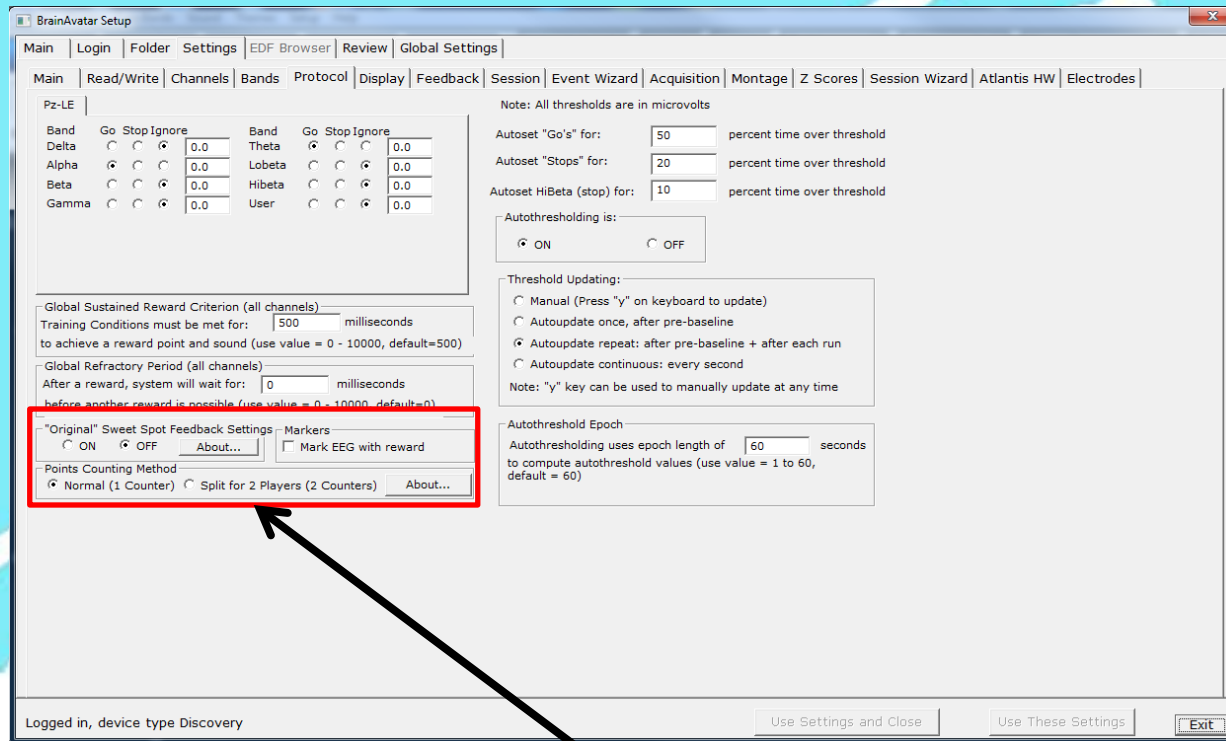 BrainAvatar Setup
Main Login Folder Settings EDF Browser Review Global Settings
Main Read/Write Channels Bands Protocol Display Feedback Session Event Wizard Acquisition Montage Z Scores Session Wizard Atlantis HW Electrodes
Pz-LE
Band Go Stop Ignore Band Go Stop Ignore
Delta 0.0 Theta 0.0
Alpha 0.0 Lobeta 0.0
Beta 0.0 Hibeta 0.0
Gamma 0.0 User 0.0
Global Sustained Reward Criterion (all channels)
Training Conditions must be met for: 500 milliseconds
to achieve a reward point and sound (use value = 0 - 10000, default=500)
Global Refractory Period (all channels)
After a reward, system will wait for: 0 milliseconds
before another reward is possible (use value = 0 - 10000, default=0)
"Original" Sweet Spot Feedback Settings Markers
ON OFF About... Mark EEG with reward
Points Counting Method
Normal (1 Counter) Split for 2 Players (2 Counters) About...
Note: All thresholds are in microvolts
Autoset "Go's" for: 50 percent time over threshold
Autoset "Stops" for: 20 percent time over threshold
Autoset HiBeta (stop) for: 10 percent time over threshold
Autothresholding is:
ON OFF
Threshold Updating:
Manual (Press "y" on keyboard to update)
Autoupdate once, after pre-baseline
Autoupdate repeat: after pre-baseline + after each run
Autoupdate continuous: every second
Note: "y" key can be used to manually update at any time
Autothreshold Epoch
Autothresholding uses epoch length of 60 seconds
to compute autothreshold values (use value = 1 to 60,
default = 60)
Logged in, device type Discovery Use Settings and Close Use These Settings Exit